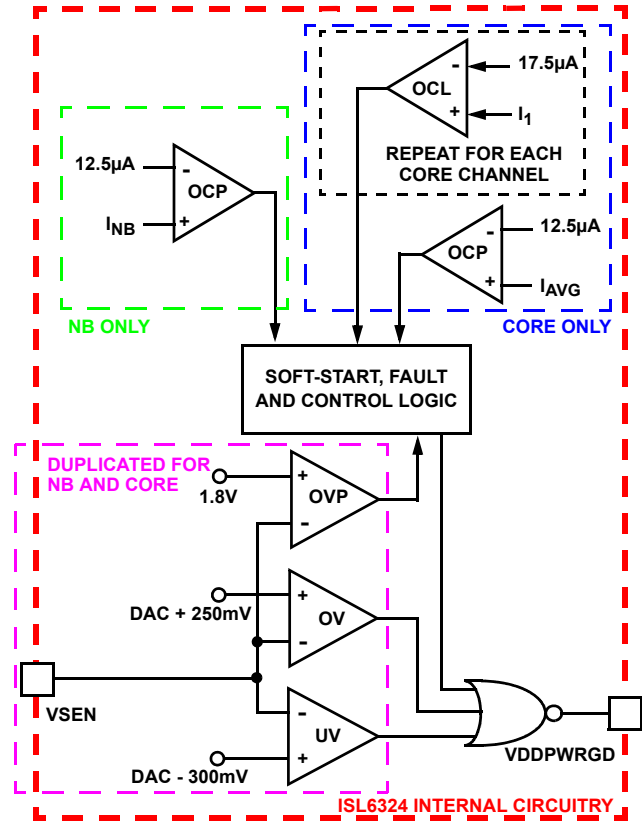 -
17.5µA
OCL
+
I1
REPEAT FOR EACH
CORE CHANNEL
12.5µA
-
OCP
INB
+
-
12.5µA
OCP
+
IAVG
NB ONLY
CORE ONLY
SOFT-START, FAULT
AND CONTROL LOGIC
DUPLICATED FOR
NB AND CORE
+
1.8V
OVP
-
+
DAC + 250mV
OV
-
VSEN
-
UV
+
DAC - 300mV
VDDPWRGD
ISL6324 INTERNAL CIRCUITRY